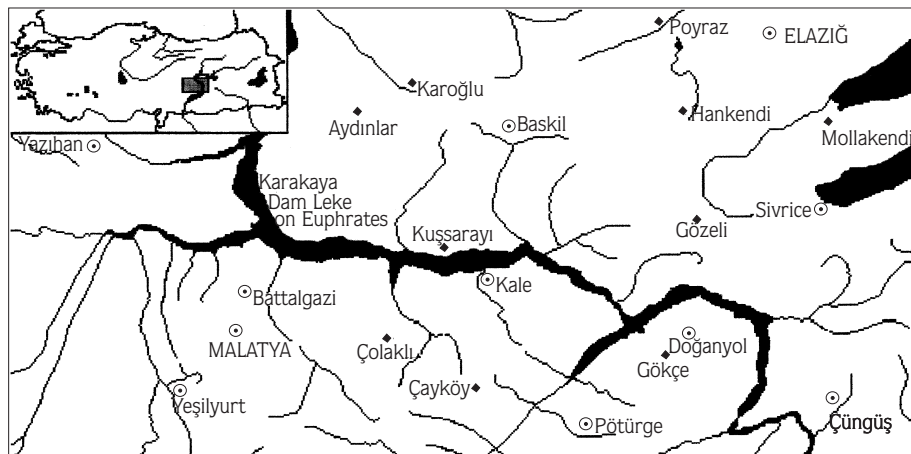 Poyraz
ELAZIĞ
Karoğlu
Hankendi
Aydınlar
Baskil
Mollakendi
Yazıhan
Karakaya
Dam Leke
on Euphrates
Sivrice
Gözeli
Kuşsarayı
Kale
Battalgazi
MALATYA
Çolaklı
Doğanyol
Gökçe
Çayköy
Yeşilyurt
Pötürge
Çüngüş